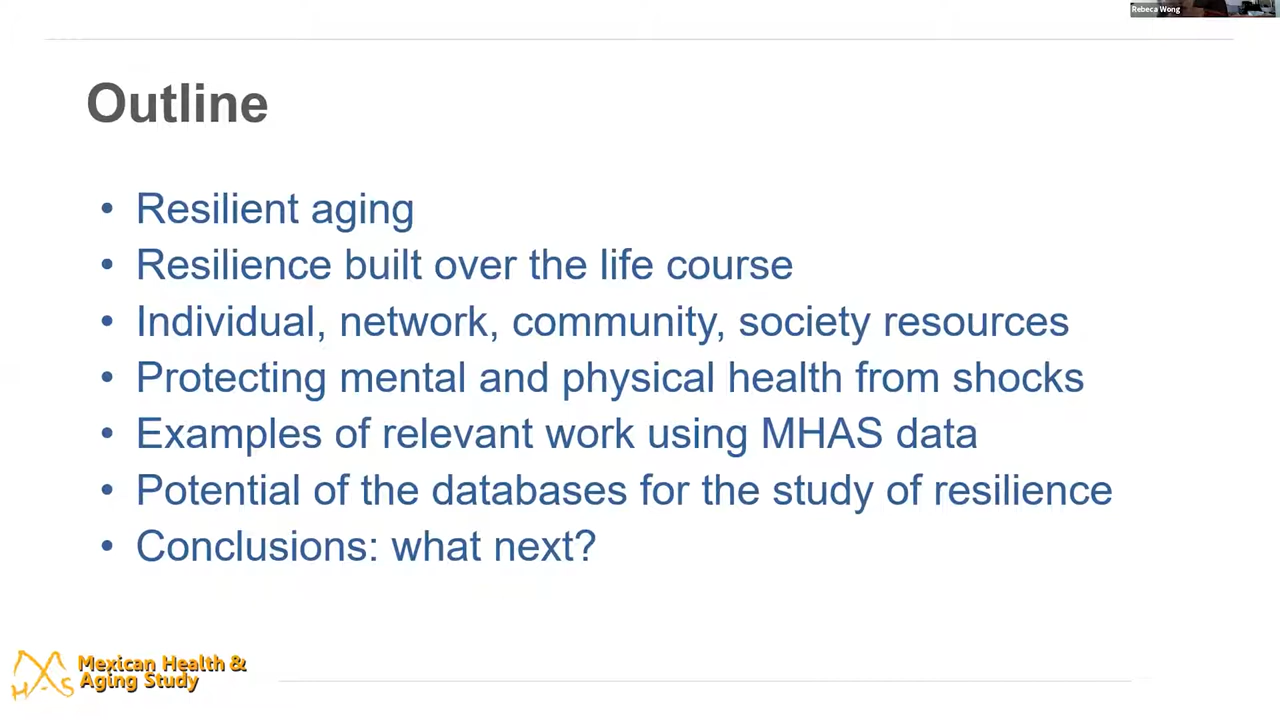 Rebeca Wong
Outline
• Resilient aging
• Resilience built over the life course
• Individual, network, community, society resources
• Protecting mental and physical health from shocks
• Examples of relevant work using MHAS data
• Potential of the databases for the study of resilience
• Conclusions: what next?
H-AS
Mexican Health &
Aging Study